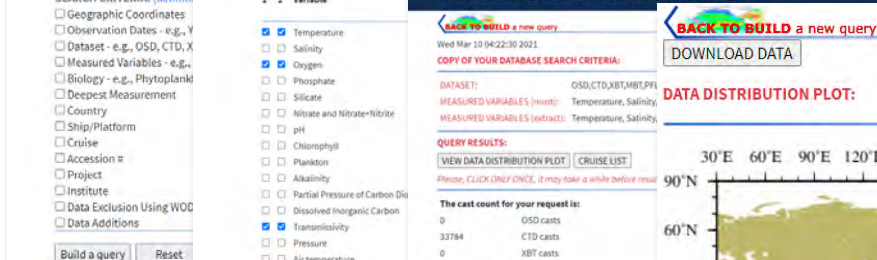 Geographic Coordinates
Observation Dates - e.g., Y
Dataset - e.g., OSD, CTD, X
Measured Variables - e.g.,
Biology - e.g., Phytoplankt
Deepest Measurement
Country
Ship/Platform
Cruise
Accession #
Project
Institute
Data Exclusion Using WOD
Data Additions
Build a query Reset
Variable
Temperature
Salinity
Oxygen
Phosphate
Silicate
Nitrate and Nitrate+Nitrite
pH
Chlorophyll
Plankton
Alkalinity
Partial Pressure of Carbon Dio
Dissolved Inorganic Carbon
Transmissivity
Pressure
Air temperature
BACK TO BUILD a new query
Wed Mar 10 04:22:30 2021
COPY OF YOUR DATABASE SEARCH CRITERIA:
DATASET: OSD,CTD,XBT,MBT,PFL
MEASURED VARIABLES (must): Temperature, Salinity,
MEASURED VARIABLES (extract): Temperature, Salinity,
QUERY RESULTS:
VIEW DATA DISTRIBUTION PLOT CRUISE LIST
Please, CLICK ONLY ONCE, it may take a while before resul
The cast count for your request is:
0 OSD casts
33784 CTD casts
0 XBT casts
BACK TO BUILD a new query
DOWNLOAD DATA
DATA DISTRIBUTION PLOT:
30°E 60°E 90°E 120°
90°N
60°N